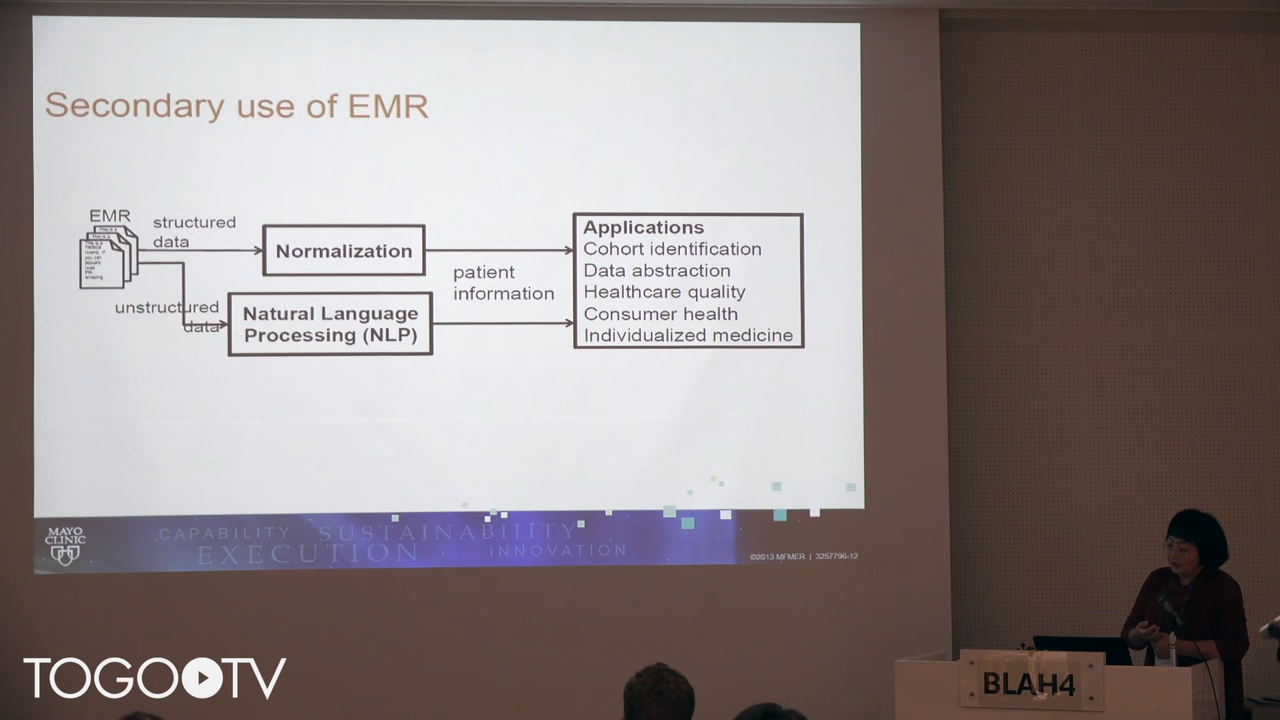 Secondary use of EMR
EMR
structured
data
Normalization
unstructured
data
Natural Language
Processing (NLP)
patient
information
Applications
Cohort identification
Data abstraction
Healthcare quality
Consumer health
Individualized medicine
MAYO
CLINIC
CAPABILITY SUSTAINABILITY
EXECUTION INNOVATION
©2013 MFMER | 3257796-12
TOGOTV
BLAH4